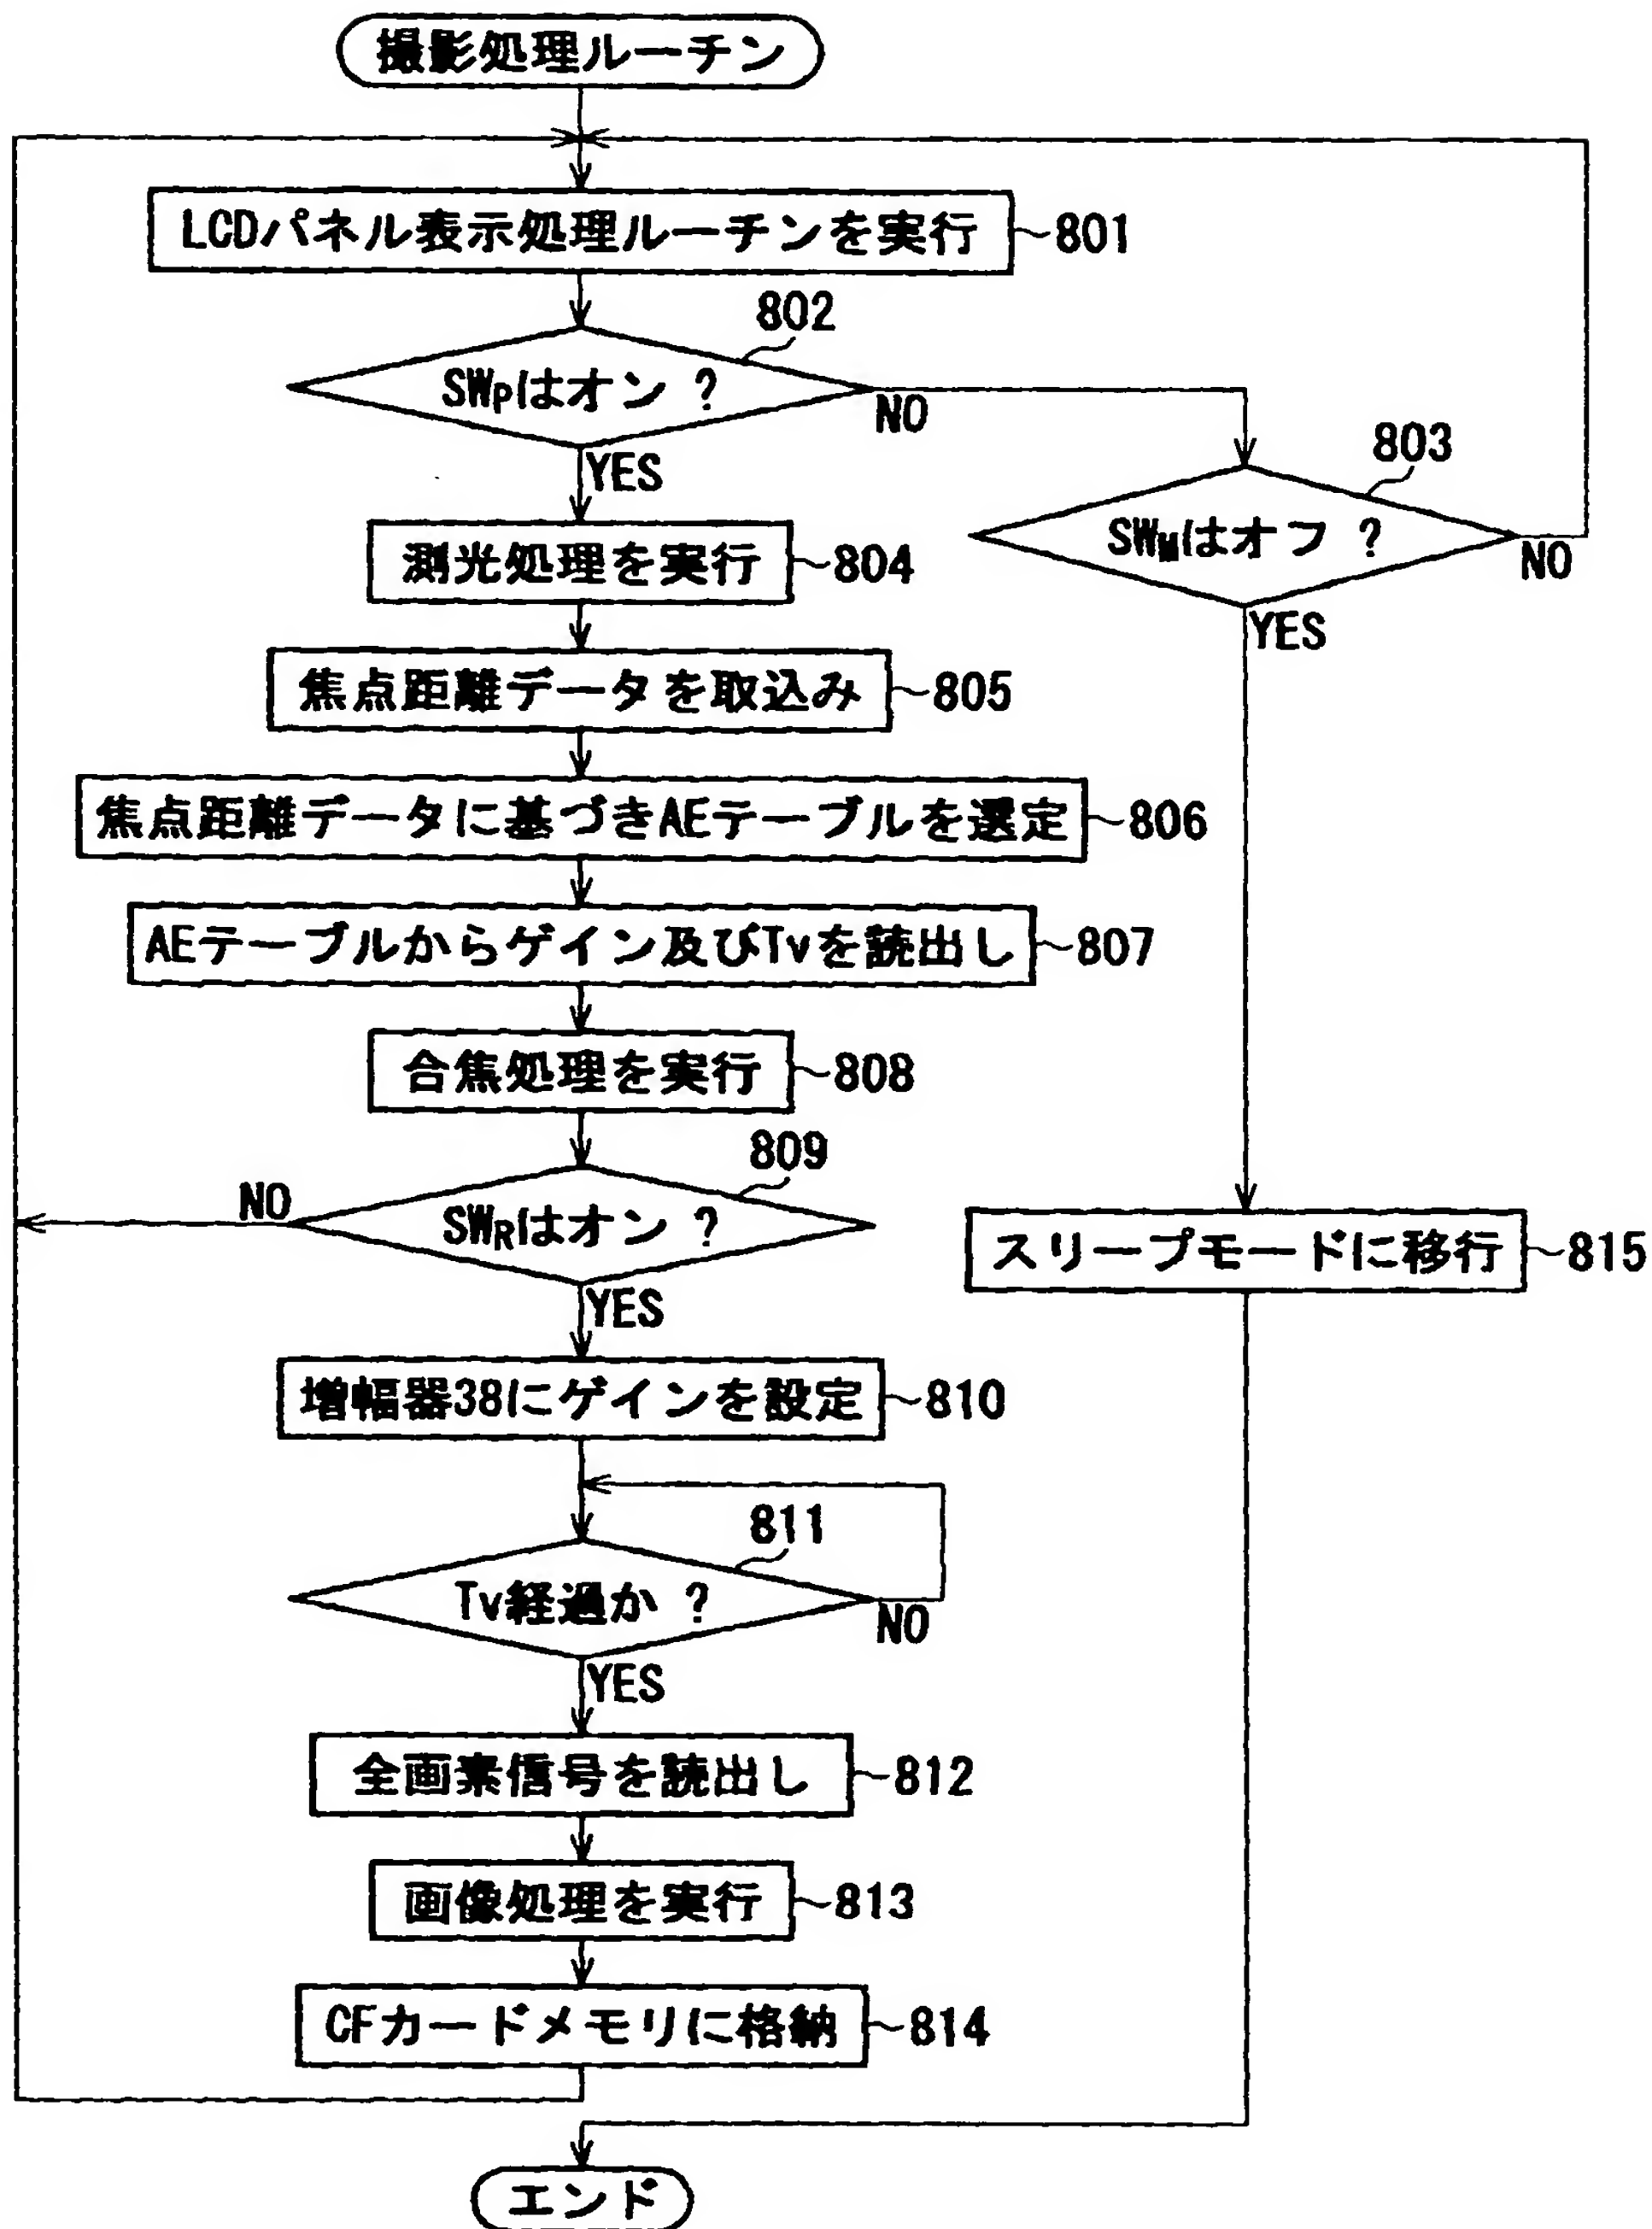 撮影処理ルーチン
LCDパネル表示処理ルーチンを実行
801
802
SWPはオン ?
NO
YES
803
SWMはオフ ?
NO
YES
測光処理を実行
804
焦点距離データを取込み
805
焦点距離データに基づきAEテーブルを選定
806
AEテーブルからゲイン及びTvを読出し
807
合焦処理を実行
808
809
SWRはオン ?
NO
YES
スリープモードに移行
815
増幅器38にゲインを設定
810
811
Tv経過か ?
NO
YES
全画素信号を読出し
812
画像処理を実行
813
CFカードメモリに格納
814
エンド